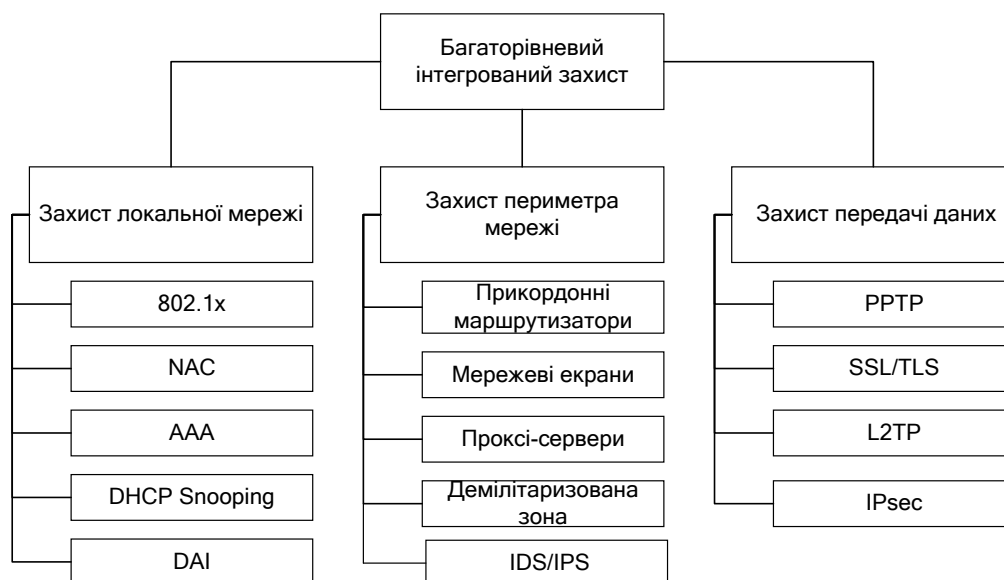 Багаторівневий
інтегрований захист
Захист локальної мережі
802.1x
NAC
AAA
DHCP Snooping
DAI
Захист периметра
мережі
Прикордонні
маршрутизатори
Мережеві екрани
Проксі-сервери
Демілітаризована
зона
IDS/IPS
Захист передачі даних
PPTP
SSL/TLS
L2TP
IPsec